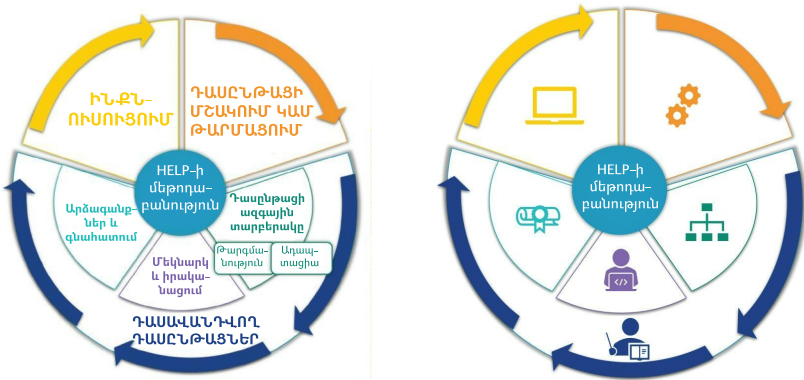 ԻՆՔՆ-
ՈՒՍՈՒՑՈՒՄ
ԴԱՍԸՆԹԱՑԻ
ՄՇԱԿՈՒՄ ԿԱՄ
ԹԱՐՄԱՑՈՒՄ
HELP-ի
մեթոդա-
բանություն
Արձագանք-
ներ և
գնահատում
Դասընթացի
ազգային
տարբերակը
Թարգմա-
նություն
Ադապ-
տացիա
Մեկնարկ
և իրակա-
նացում
ԴԱՍԱՎԱՆԴՎՈՂ
ԴԱՍԸՆԹԱՑՆԵՐ
HELP-ի
մեթոդա-
բանություն